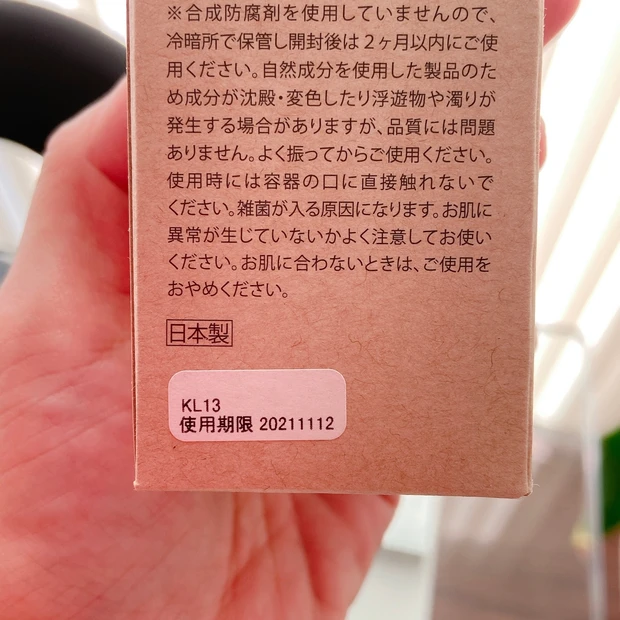 ※合成防腐剤を使用していませんので、
冷暗所で保管し開封後は2ヶ月以内にご使
用ください。自然成分を使用した製品のた
め成分が沈殿・変色したり浮遊物や濁りが
発生する場合がありますが、品質には問題
ありません。よく振ってからご使用ください。
使用時には容器の口に直接触れないで
ください。雑菌が入る原因になります。お肌に
異常が生じていないかよく注意してお使い
ください。お肌に合わないときは、ご使用を
おやめください。
日本製
KL13
使用期限 20211112